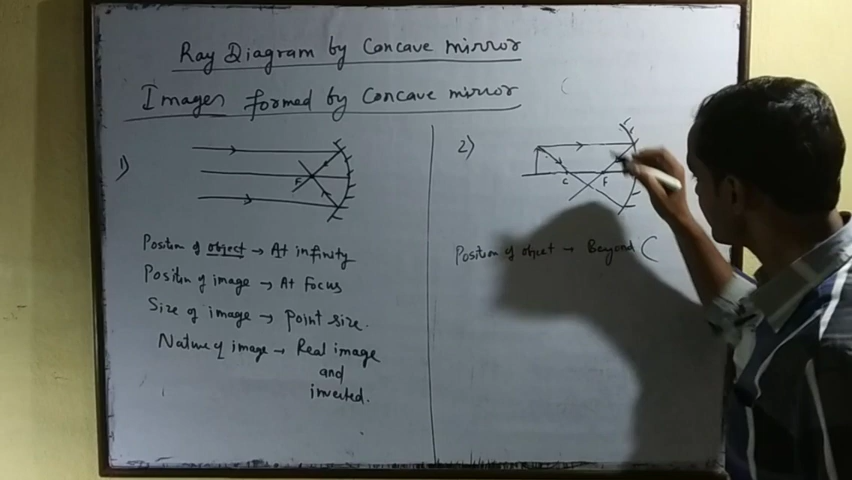 Ray Diagram by Concave mirror
Images formed by Concave mirror
1)
F
Position of object → At infinity
Position of image → At Focus
Size of image → point size.
Nature of image → Real image
and
inverted.
2)
C F
Position of object → Beyond C